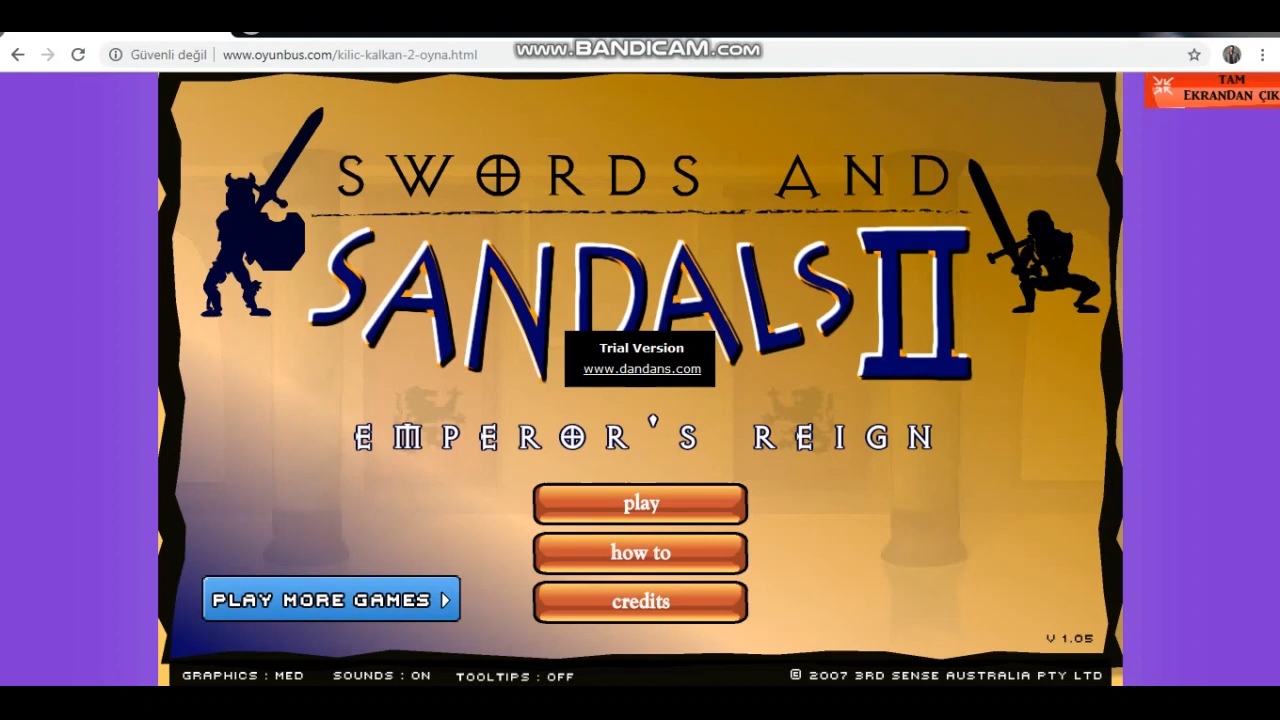 www.BANDICAM.com
Güvenli değil | www.oyunbus.com/kilic-kalkan-2-oyna.html
TAM
EKRANDAN ÇIK
SWORDS AND
SANDALS II
Trial Version
www.dandans.com
EMPEROR'S REIGN
play
how to
credits
PLAY MORE GAMES
V 1.05
GRAPHICS : MED SOUNDS : ON TOOLTIPS : OFF © 2007 3RD SENSE AUSTRALIA PTY LTD